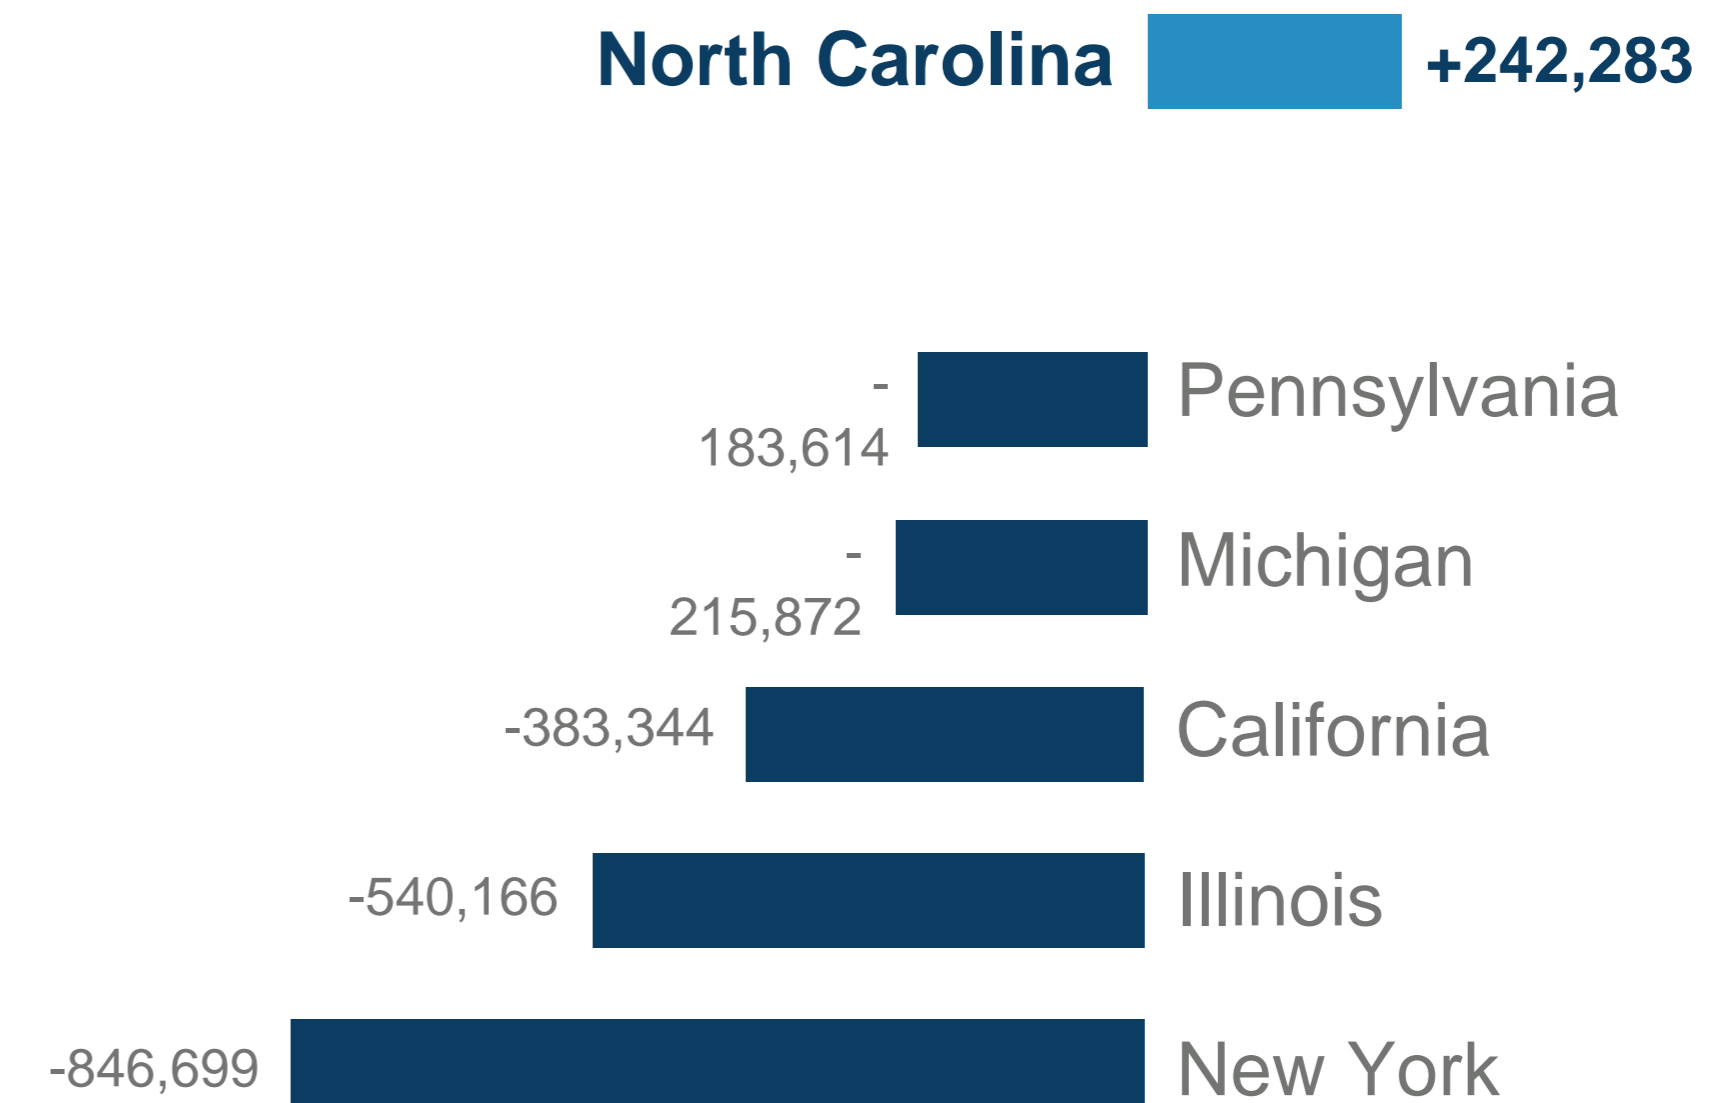 North Carolina +242,283
-
183,614
Pennsylvania
-
215,872
Michigan
-383,344 California
-540,166 Illinois
-846,699 New York